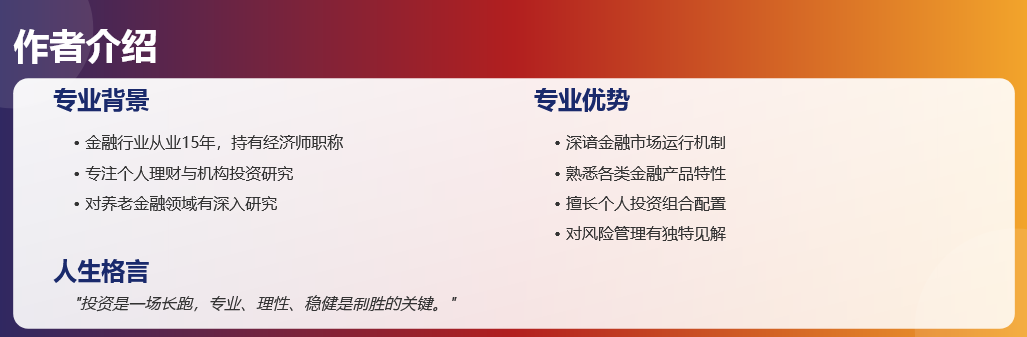 作者介绍
专业背景
• 金融行业从业15年，持有经济师职称
• 专注个人理财与机构投资研究
• 对养老金融领域有深入研究
专业优势
• 深谙金融市场运行机制
• 熟悉各类金融产品特性
• 擅长个人投资组合配置
• 对风险管理有独特见解
人生格言
"投资是一场长跑，专业、理性、稳健是制胜的关键。"